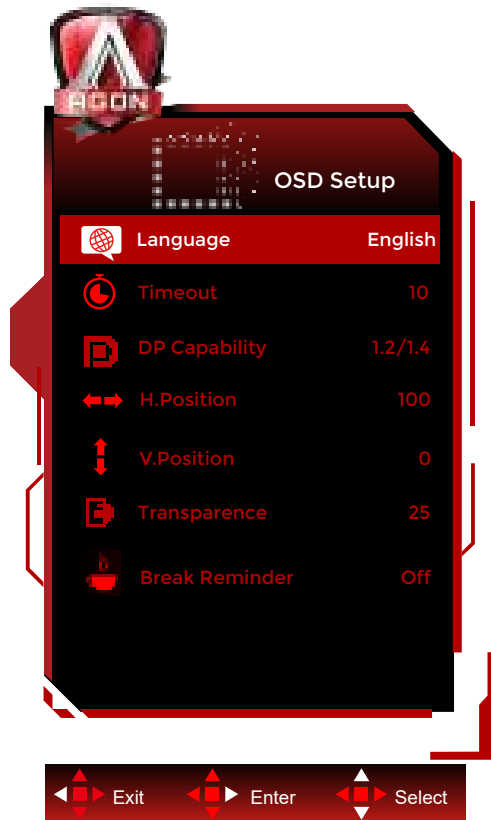 AGON
OSD Setup
Language English
Timeout 10
DP Capability 1.2/1.4
H.Position 100
V.Position 0
Transparence 25
Break Reminder Off
Exit Enter Select